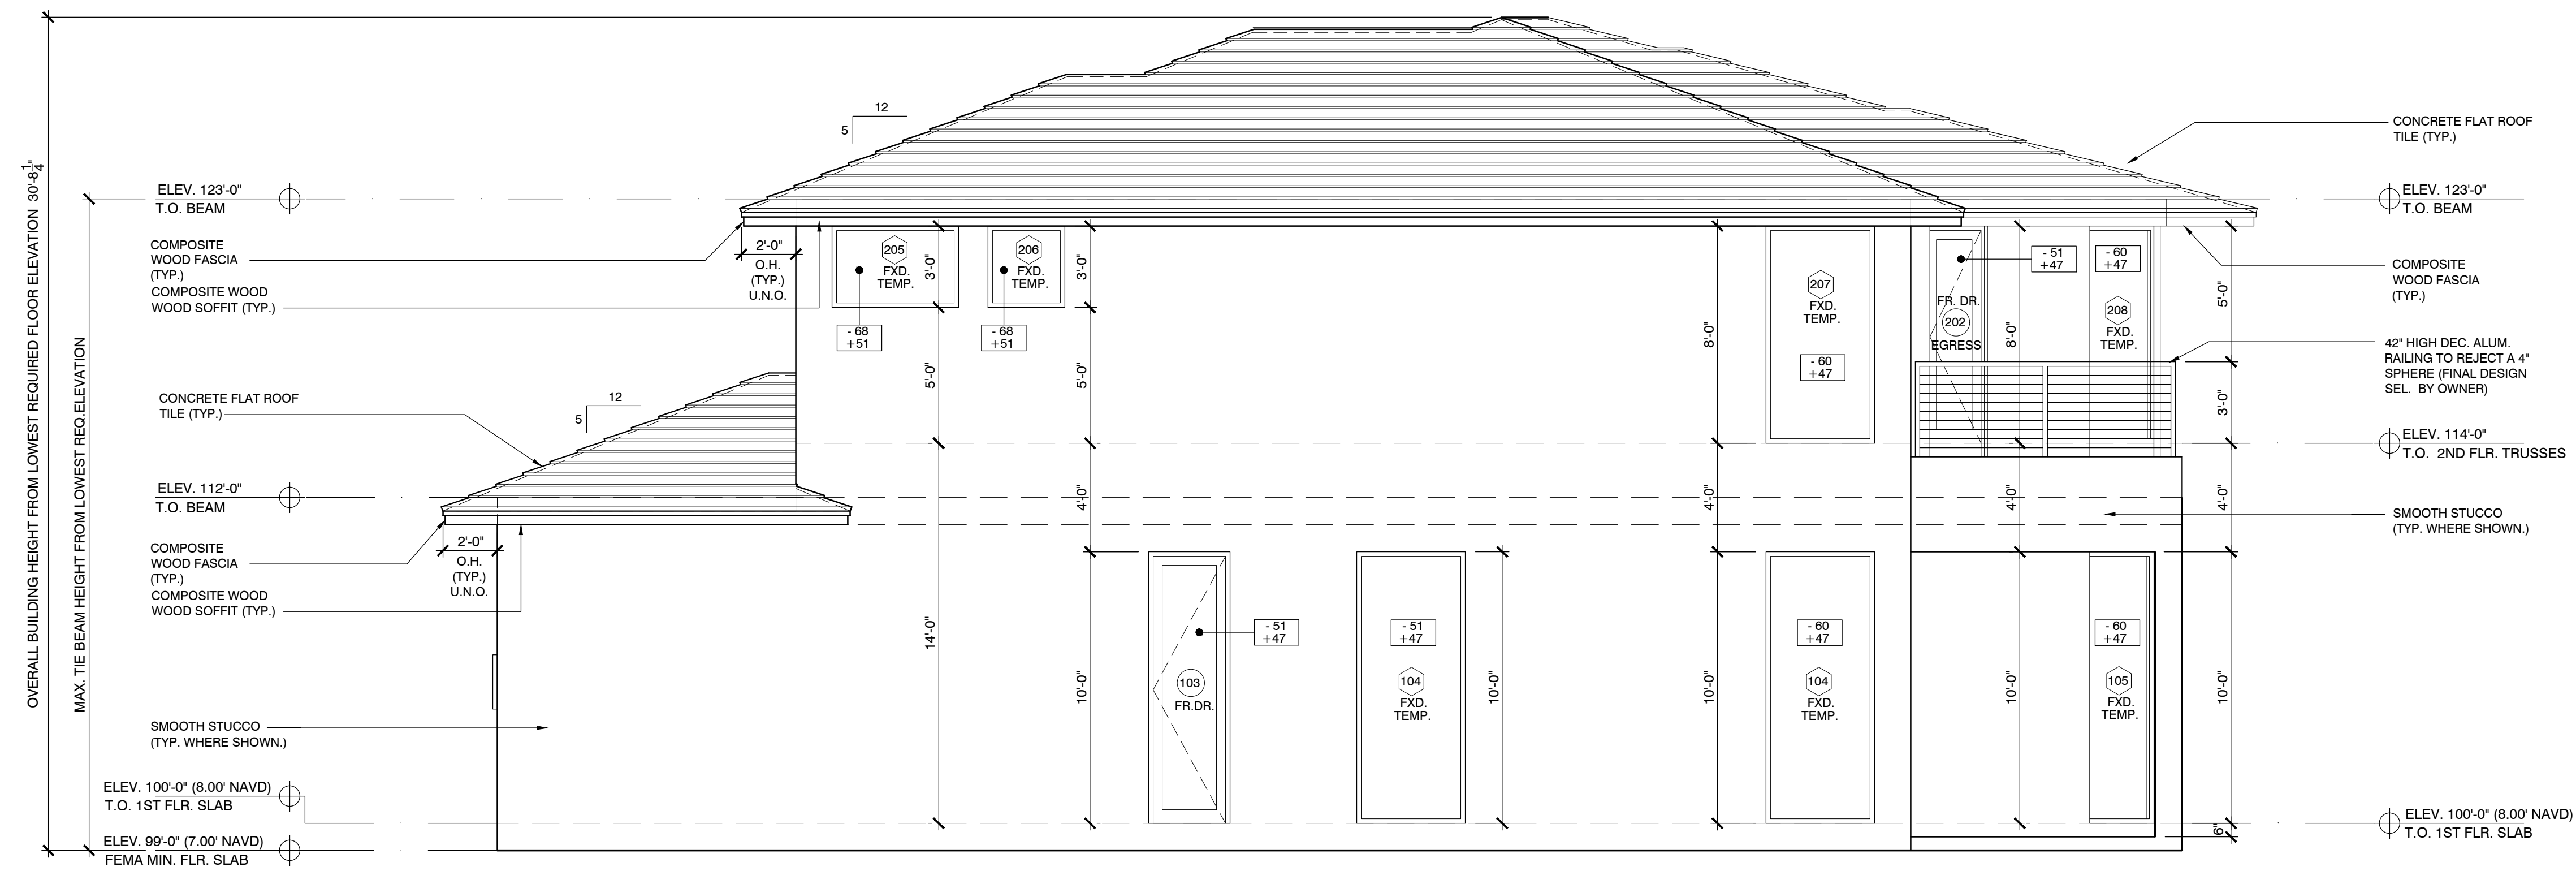 OVERALL BUILDING HEIGHT FROM LOWEST REQUIRED FLOOR ELEVATION 30'-8 1/4"
MAX. TIE BEAM HEIGHT FROM LOWEST REQ.ELEVATION
ELEV. 123'-0"
T.O. BEAM
COMPOSITE
WOOD FASCIA
(TYP.)
COMPOSITE WOOD
WOOD SOFFIT (TYP.)
CONCRETE FLAT ROOF
TILE (TYP.)
ELEV. 112'-0"
T.O. BEAM
COMPOSITE
WOOD FASCIA
(TYP.)
COMPOSITE WOOD
WOOD SOFFIT (TYP.)
SMOOTH STUCCO
(TYP. WHERE SHOWN.)
ELEV. 100'-0" (8.00' NAVD)
T.O. 1ST FLR. SLAB
ELEV. 99'-0" (7.00' NAVD)
FEMA MIN. FLR. SLAB
12
5
12
5
2'-0"
O.H.
(TYP.)
U.N.O.
2'-0"
O.H.
(TYP.)
U.N.O.
205
FXD.
TEMP.
- 68
+51
3'-0"
5'-0"
14'-0"
206
FXD.
TEMP.
- 68
+51
3'-0"
5'-0"
4'-0"
10'-0"
103
FR.DR.
- 51
+47
- 51
+47
104
FXD.
TEMP.
10'-0"
8'-0"
4'-0"
10'-0"
207
FXD.
TEMP.
- 60
+47
- 60
+47
104
FXD.
TEMP.
FR. DR.
202
EGRESS
- 51
+47
8'-0"
4'-0"
10'-0"
- 60
+47
208
FXD.
TEMP.
- 60
+47
105
FXD.
TEMP.
5'-0"
3'-0"
4'-0"
10'-0"
6"
CONCRETE FLAT ROOF
TILE (TYP.)
ELEV. 123'-0"
T.O. BEAM
COMPOSITE
WOOD FASCIA
(TYP.)
42" HIGH DEC. ALUM.
RAILING TO REJECT A 4"
SPHERE (FINAL DESIGN
SEL. BY OWNER)
ELEV. 114'-0"
T.O. 2ND FLR. TRUSSES
SMOOTH STUCCO
(TYP. WHERE SHOWN.)
ELEV. 100'-0" (8.00' NAVD)
T.O. 1ST FLR. SLAB